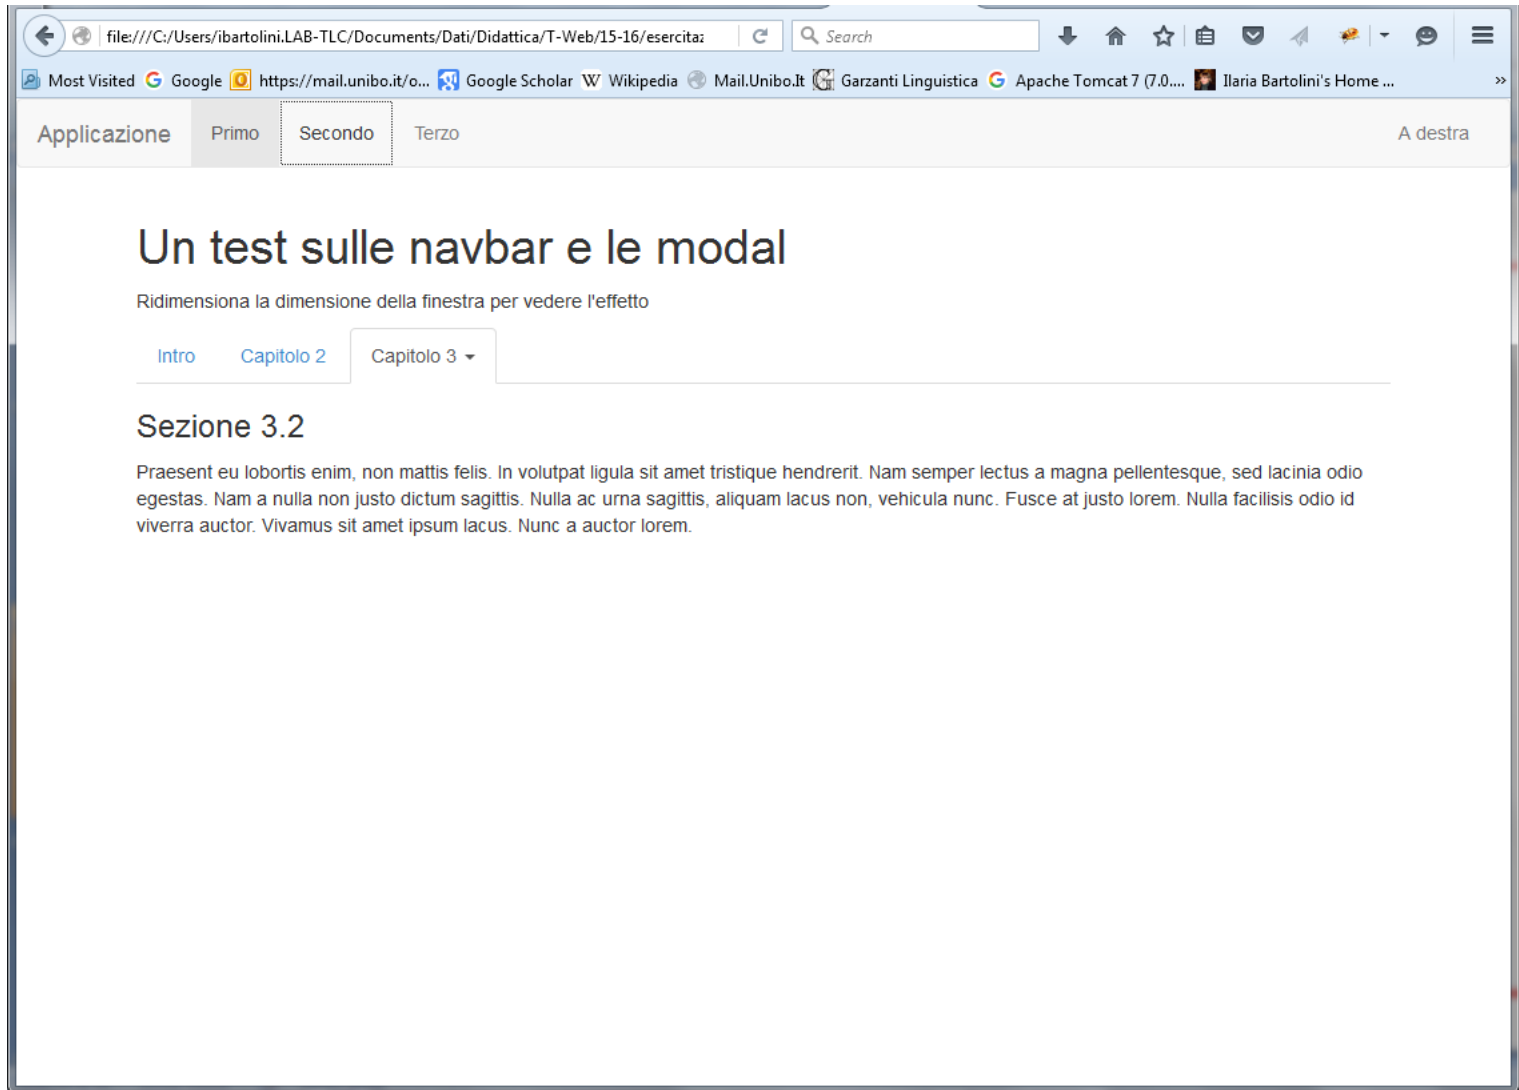 file:///C:/Users/ibartolini.LAB-TLC/Documents/Dati/Didattica/T-Web/15-16/esercitaz
Search
Most Visited Google https://mail.unibo.it/o... Google Scholar W Wikipedia Mail.Unibo.It Garzanti Linguistica Apache Tomcat 7 (7.0.... Ilaria Bartolini's Home ... »
Applicazione Primo Secondo Terzo A destra
Un test sulle navbar e le modal
Ridimensiona la dimensione della finestra per vedere l'effetto
Intro Capitolo 2 Capitolo 3
Sezione 3.2
Praesent eu lobortis enim, non mattis felis. In volutpat ligula sit amet tristique hendrerit. Nam semper lectus a magna pellentesque, sed lacinia odio
egestas. Nam a nulla non justo dictum sagittis. Nulla ac urna sagittis, aliquam lacus non, vehicula nunc. Fusce at justo lorem. Nulla facilisis odio id
viverra auctor. Vivamus sit amet ipsum lacus. Nunc a auctor lorem.